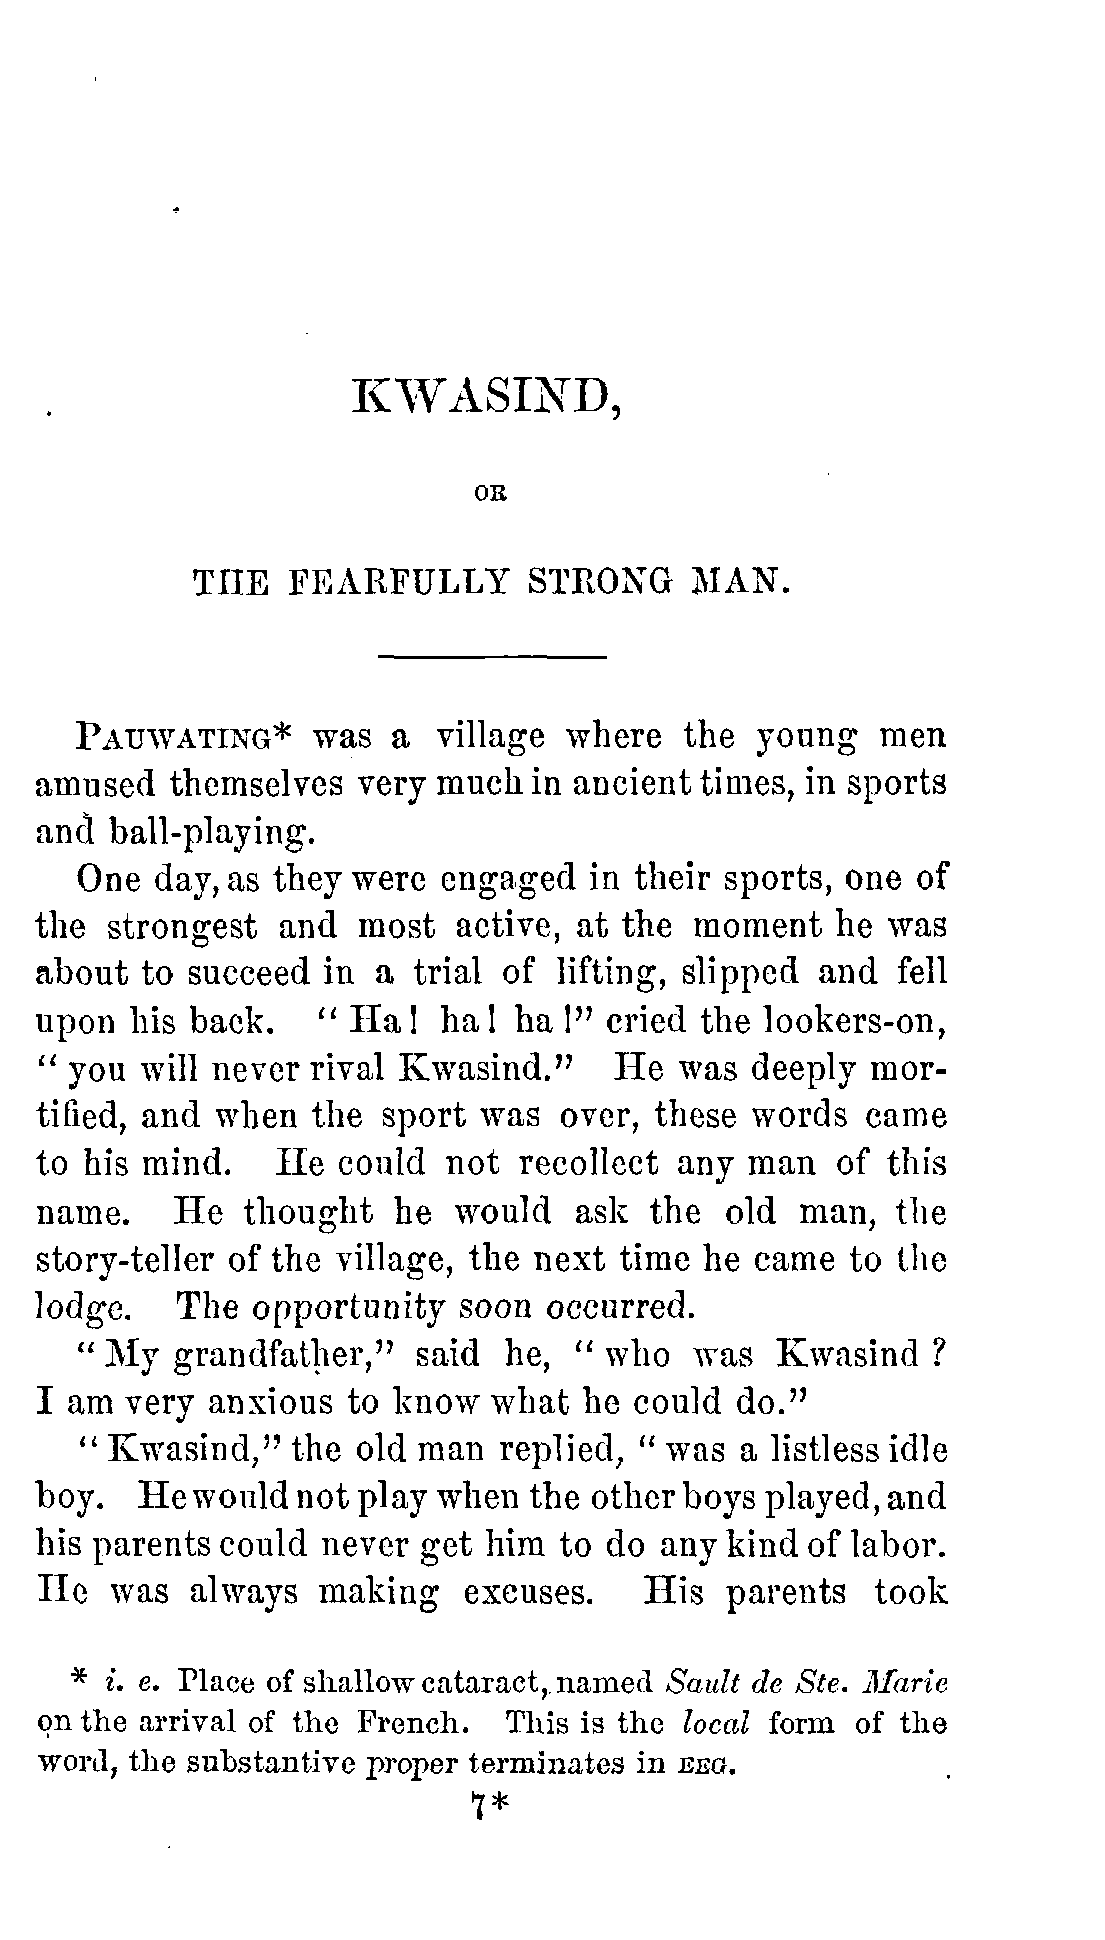 KWASIND,
OR
THE FEARFULLY STRONG MAN.
PAUWATING* was a village where the young men
amused themselves very much in ancient times, in sports
and ball-playing.
One day, as they were engaged in their sports, one of
the strongest and most active, at the moment he was
about to succeed in a trial of lifting, slipped and fell
upon his back. "Ha! ha! ha!" cried the lookers-on,
"you will never rival Kwasind." He was deeply mor-
tified, and when the sport was over, these words came
to his mind. He could not recollect any man of this
name. He thought he would ask the old man, the
story-teller of the village, the next time he came to the
lodge. The opportunity soon occurred.
"My grandfather," said he, "who was Kwasind?
I am very anxious to know what he could do."
"Kwasind," the old man replied, "was a listless idle
boy. He would not play when the other boys played, and
his parents could never get him to do any kind of labor.
He was always making excuses. His parents took
* i. e. Place of shallow cataract, named Sault de Ste. Marie
on the arrival of the French. This is the local form of the
word, the substantive proper terminates in EEG.
7*